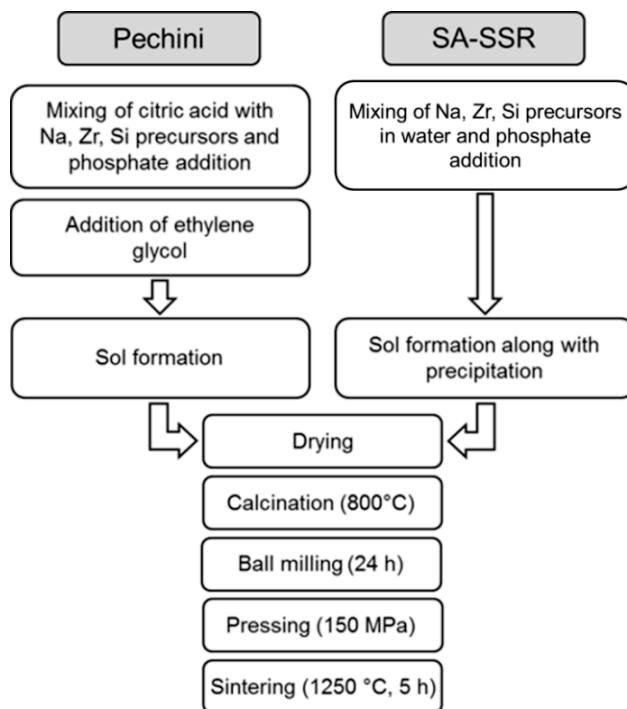 Pechini
SA-SSR
Mixing of citric acid with
Na, Zr, Si precursors and
phosphate addition
Mixing of Na, Zr, Si precursors
in water and phosphate
addition
Addition of ethylene
glycol
Sol formation
Sol formation along with
precipitation
Drying
Calcination (800°C)
Ball milling (24 h)
Pressing (150 MPa)
Sintering (1250 °C, 5 h)